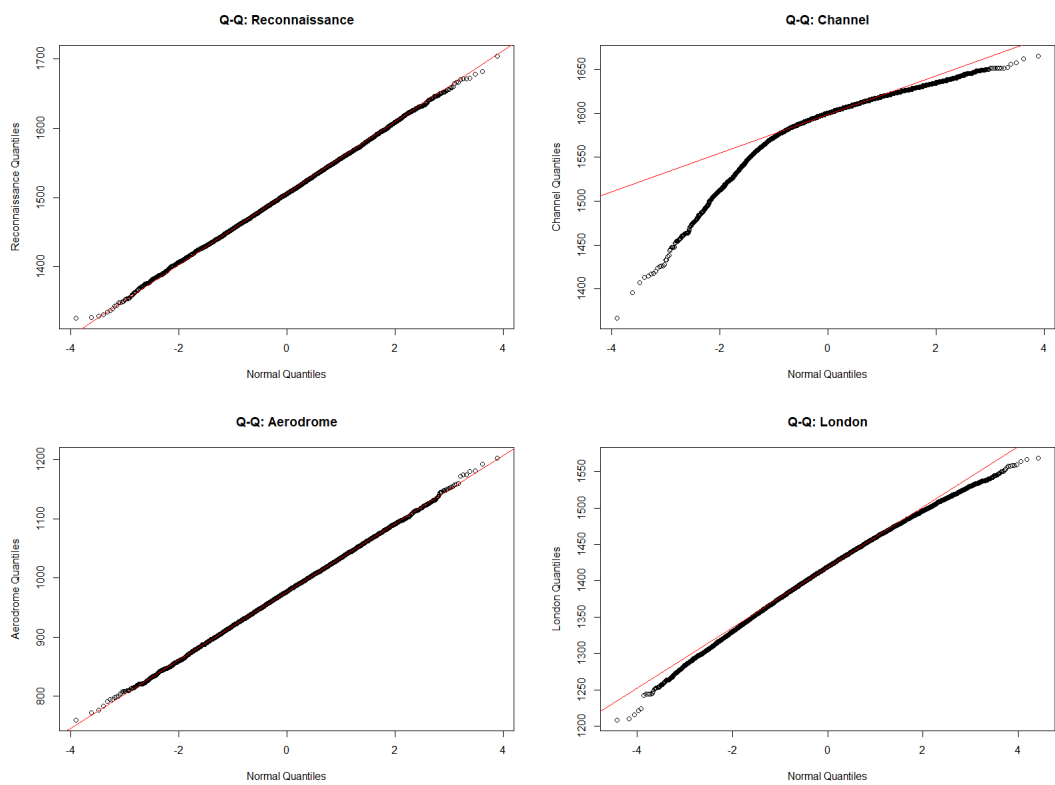 Q-Q: Reconnaissance
Reconnaissance Quantiles
1700
1600
1500
1400
-4 -2 0 2 4
Normal Quantiles
Q-Q: Channel
Channel Quantiles
1650
1600
1550
1500
1450
1400
-4 -2 0 2 4
Normal Quantiles
Q-Q: Aerodrome
Aerodrome Quantiles
1200
1100
1000
900
800
-4 -2 0 2 4
Normal Quantiles
Q-Q: London
London Quantiles
1550
1500
1450
1400
1350
1300
1250
1200
-4 -2 0 2 4
Normal Quantiles